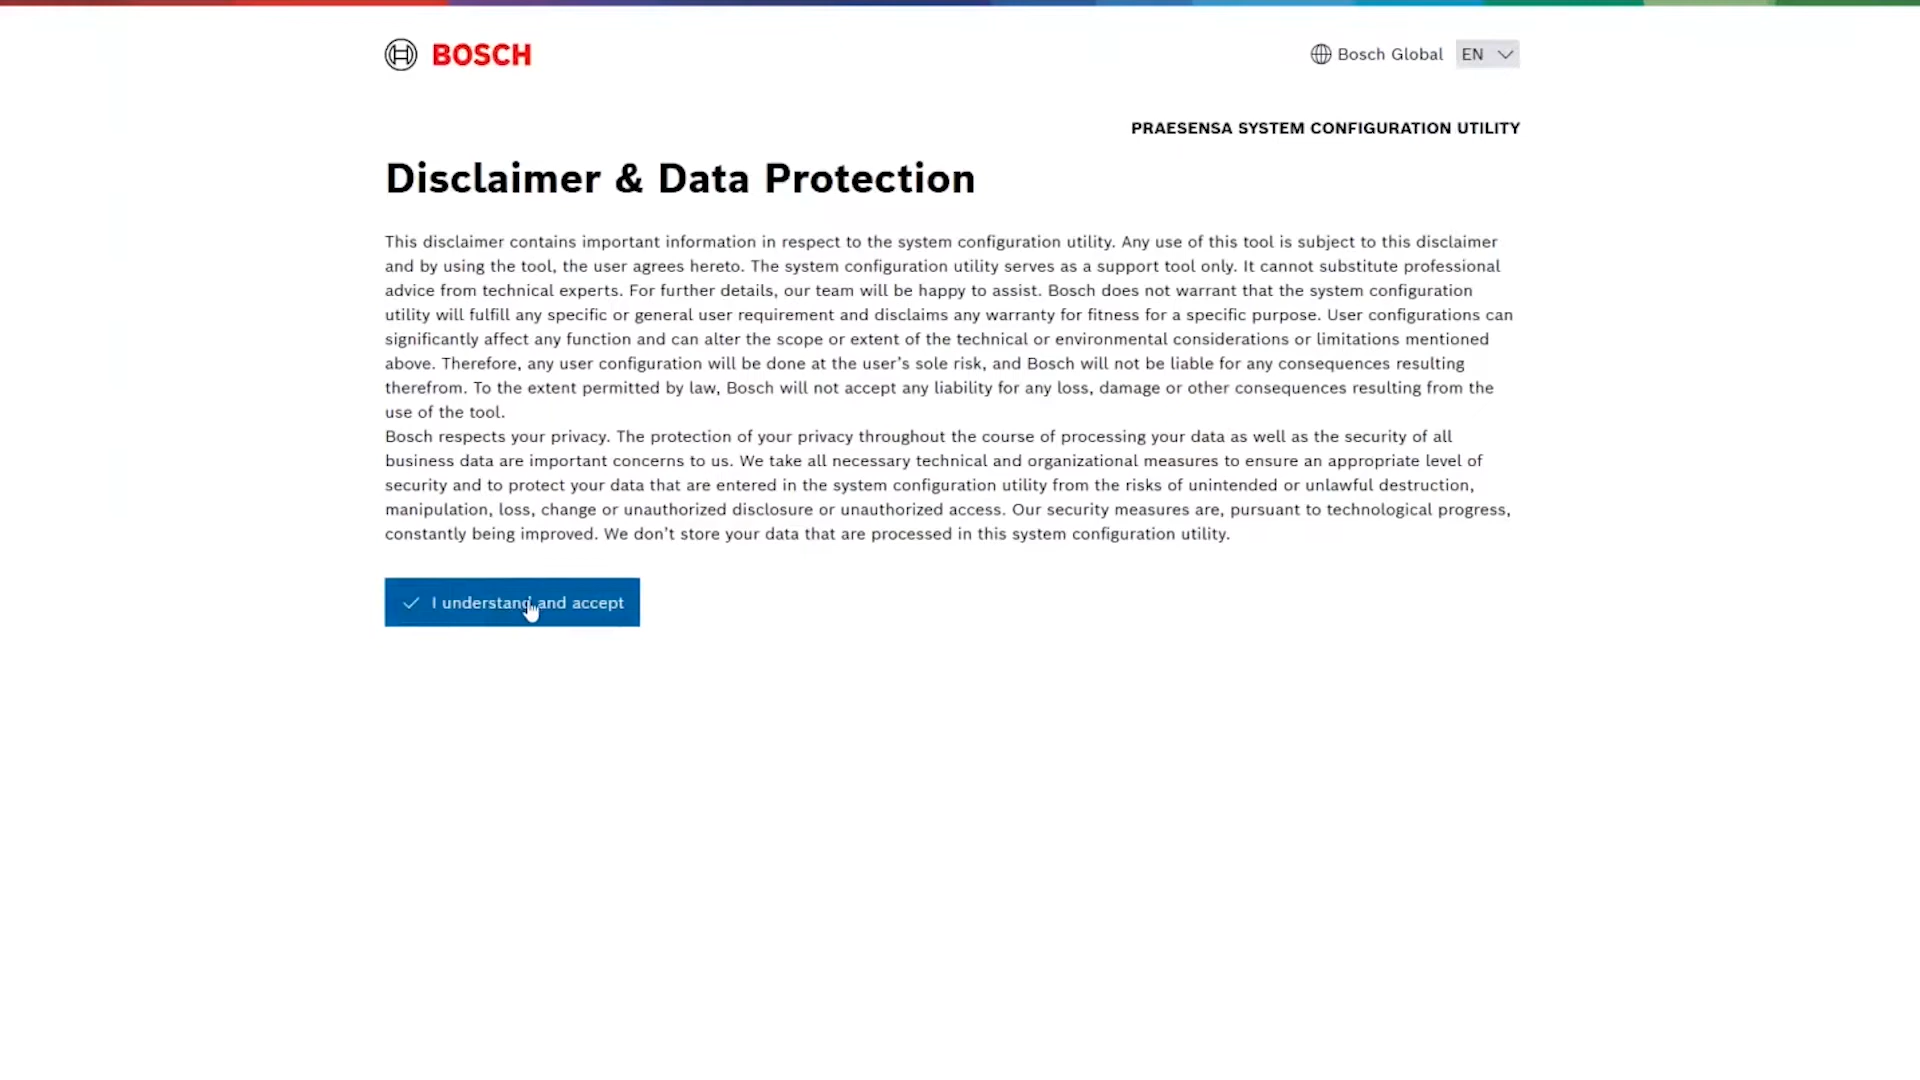 BOSCH
Bosch Global EN
PRAESENSA SYSTEM CONFIGURATION UTILITY
Disclaimer & Data Protection
This disclaimer contains important information in respect to the system configuration utility. Any use of this tool is subject to this disclaimer
and by using the tool, the user agrees hereto. The system configuration utility serves as a support tool only. It cannot substitute professional
advice from technical experts. For further details, our team will be happy to assist. Bosch does not warrant that the system configuration
utility will fulfill any specific or general user requirement and disclaims any warranty for fitness for a specific purpose. User configurations can
significantly affect any function and can alter the scope or extent of the technical or environmental considerations or limitations mentioned
above. Therefore, any user configuration will be done at the user’s sole risk, and Bosch will not be liable for any consequences resulting
therefrom. To the extent permitted by law, Bosch will not accept any liability for any loss, damage or other consequences resulting from the
use of the tool.
Bosch respects your privacy. The protection of your privacy throughout the course of processing your data as well as the security of all
business data are important concerns to us. We take all necessary technical and organizational measures to ensure an appropriate level of
security and to protect your data that are entered in the system configuration utility from the risks of unintended or unlawful destruction,
manipulation, loss, change or unauthorized disclosure or unauthorized access. Our security measures are, pursuant to technological progress,
constantly being improved. We don’t store your data that are processed in this system configuration utility.
I understand and accept